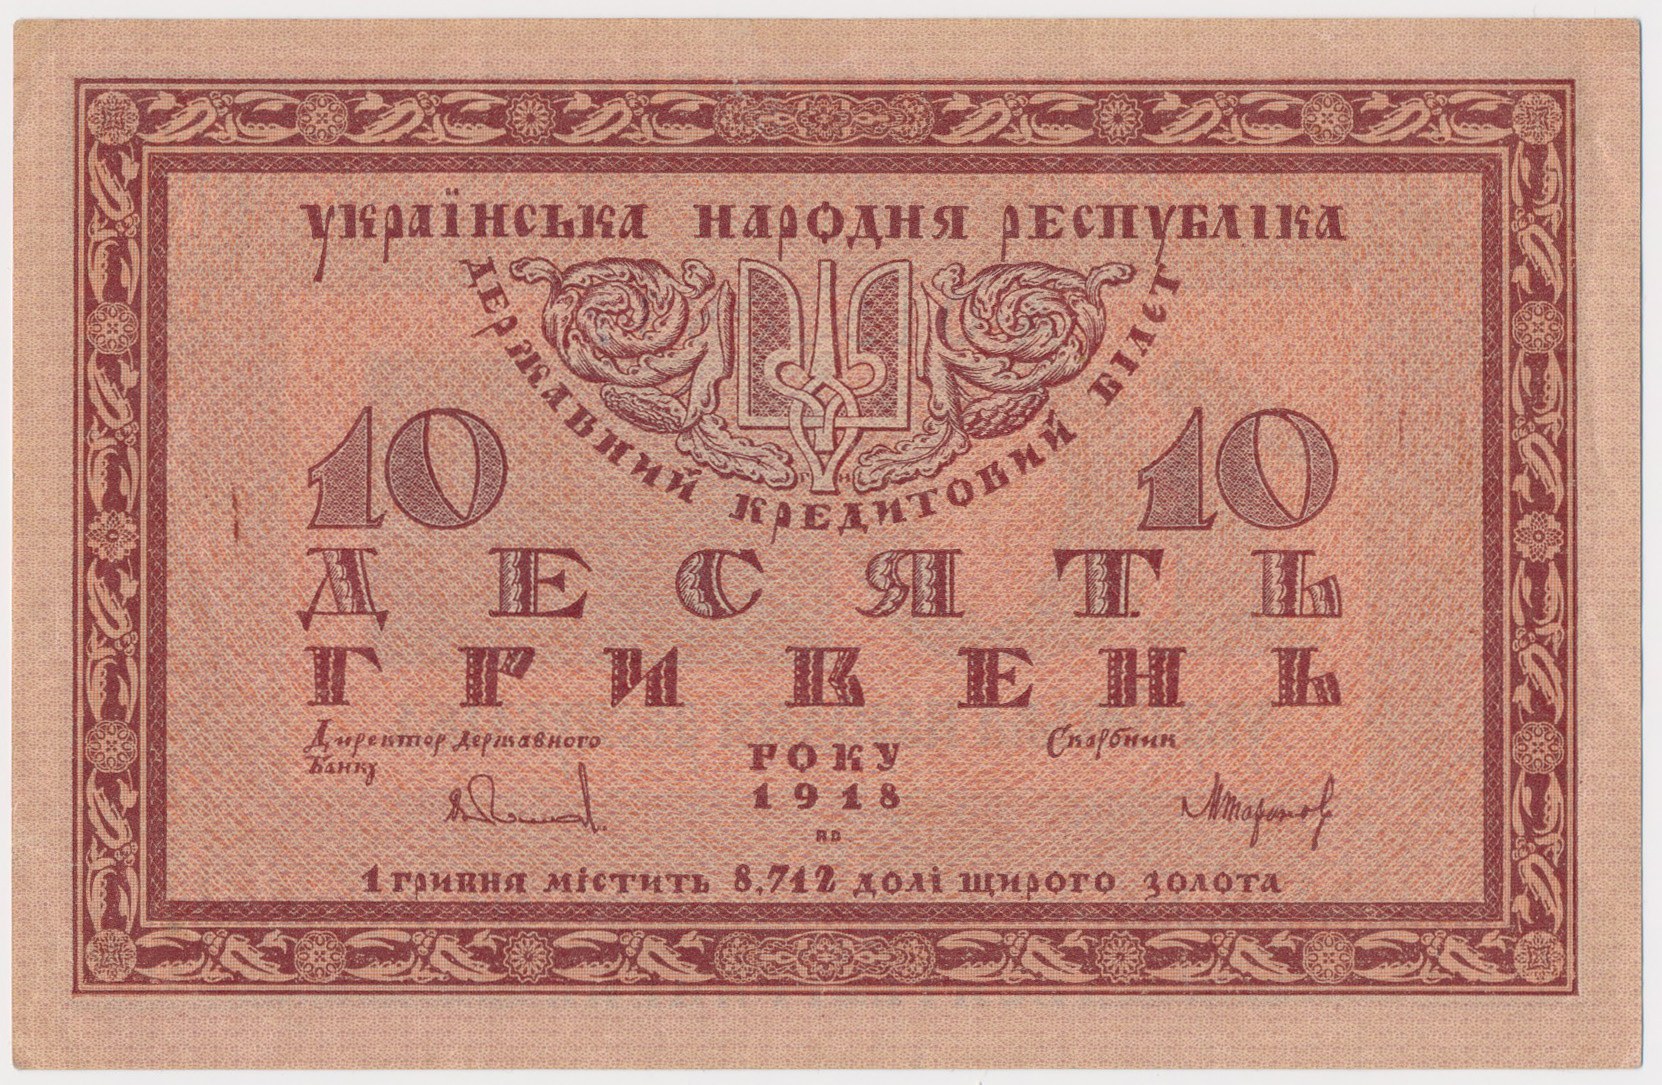 УКРАЇНСЬКА НАРОДНЯ РЕСПУБЛІКА
ДЕРЖАВНИЙ КРЕДИТОВИЙ БІЛЕТ
10 10
ДЕСЯТЬ
ГРИВЕНЬ
Директор Державного
Банку
Скарбник
РОКУ
1918
1 гривня містить 8,712 долі щирого золота